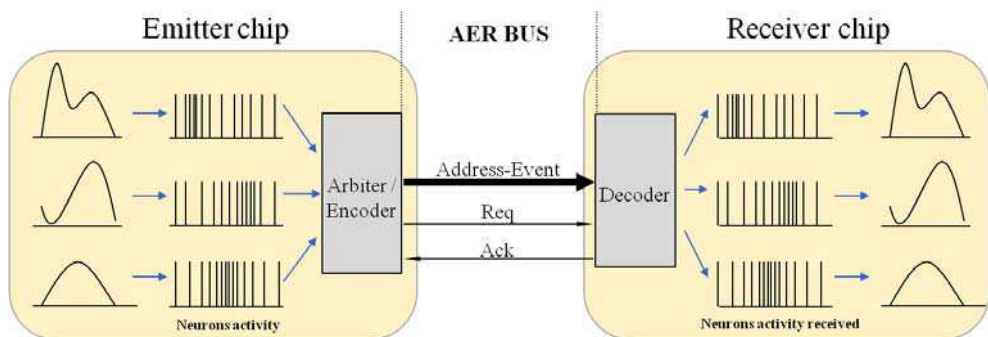 Emitter chip
AER BUS
Receiver chip
Arbiter /
Encoder
Address-Event
Req
Ack
Decoder
Neurons activity
Neurons activity received